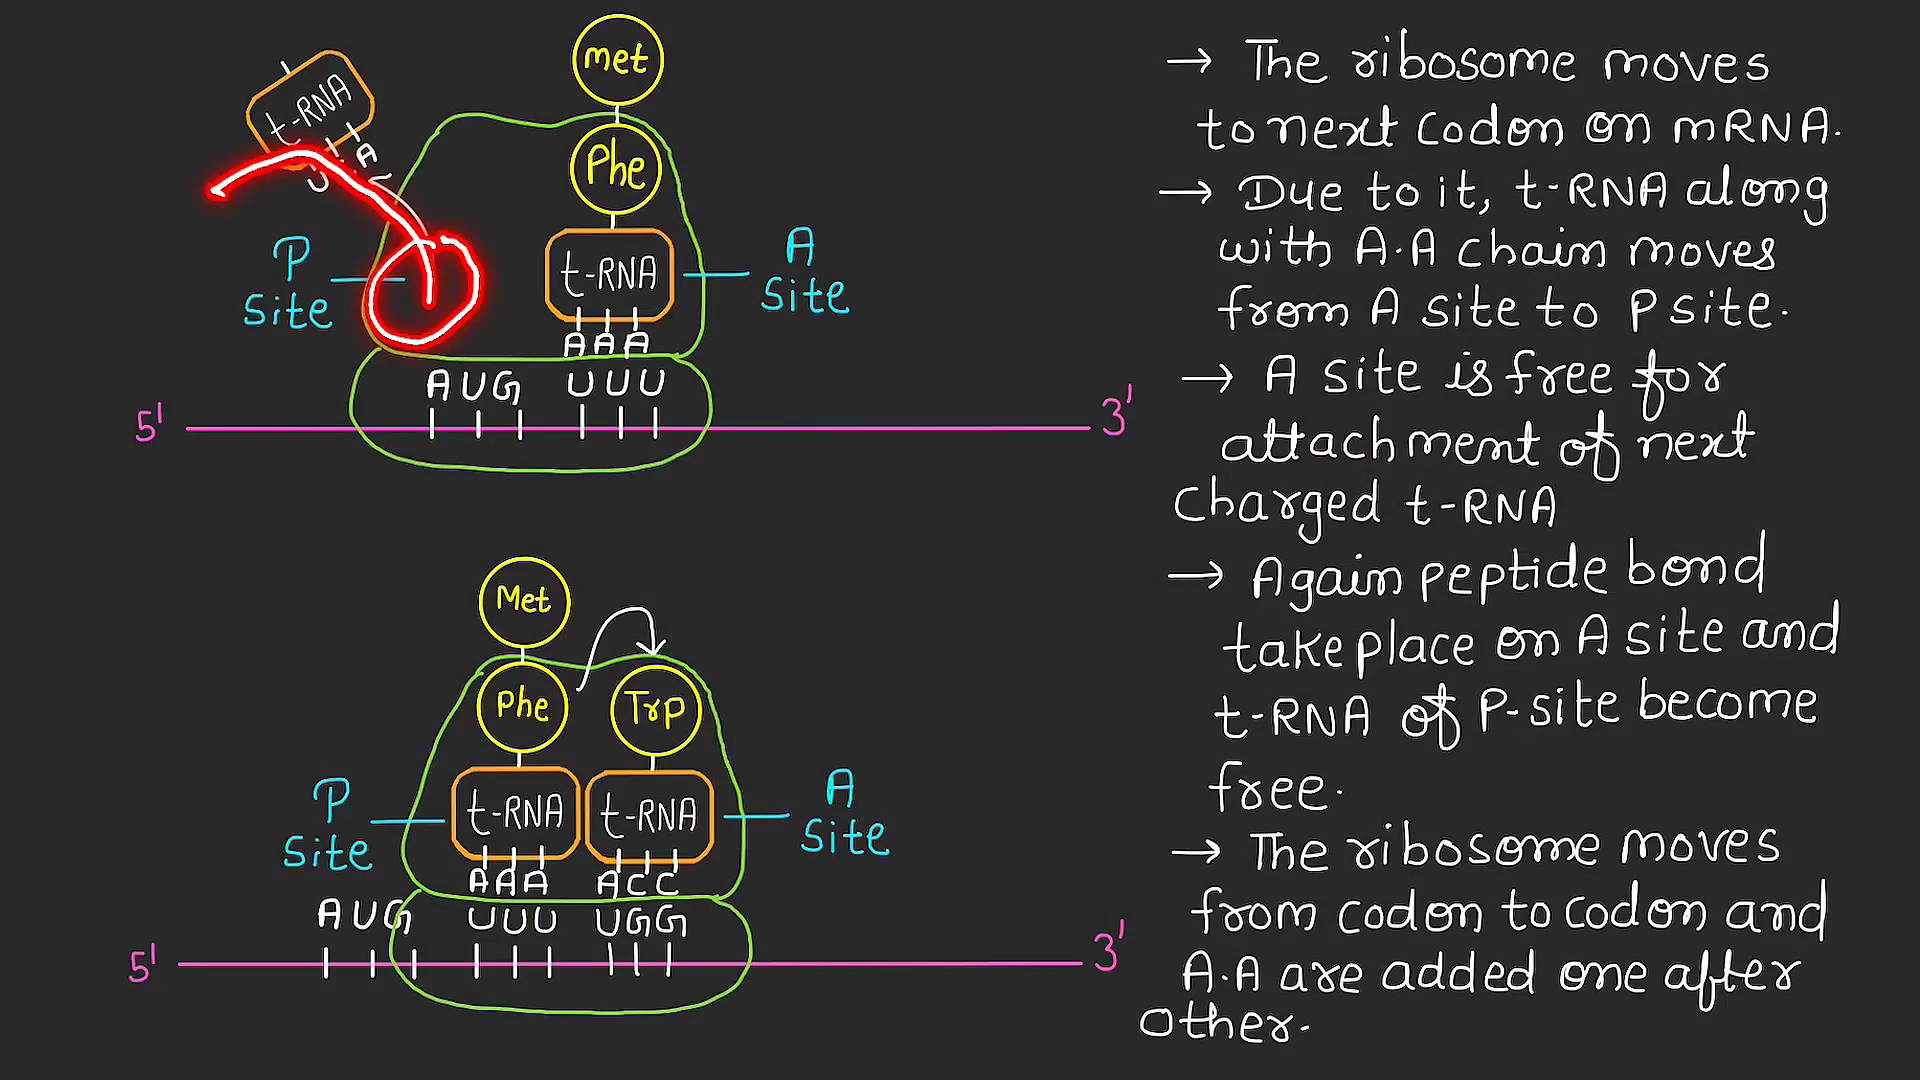 met
t-RNA
A
Phe
P
Site
t-RNA
A
Site
AAA
AUG UUU
5'
3'
Met
Phe
Trp
P
Site
t-RNA
t-RNA
A
Site
AAA
ACC
AUG UUU UGG
5'
3'
→ The ribosome moves
to next codon on mRNA.
→ Due to it, t-RNA along
with A.A chain moves
from A site to P site.
→ A site is free for
attachment of next
Charged t-RNA
→ Again peptide bond
take place on A site and
t-RNA of P-site become
free.
→ The ribosome moves
from codon to codon and
A.A are added one after
other.